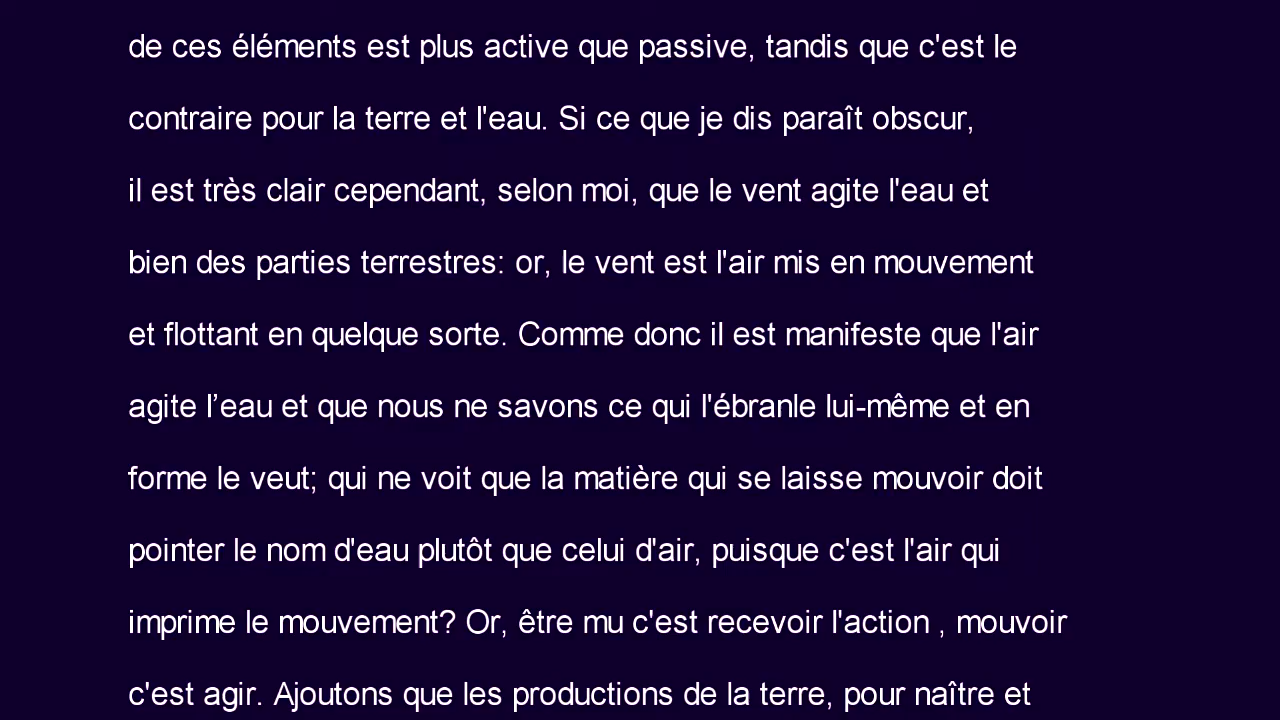 de ces éléments est plus active que passive, tandis que c'est le
contraire pour la terre et l'eau. Si ce que je dis paraît obscur,
il est très clair cependant, selon moi, que le vent agite l'eau et
bien des parties terrestres: or, le vent est l'air mis en mouvement
et flottant en quelque sorte. Comme donc il est manifeste que l'air
agite l’eau et que nous ne savons ce qui l'ébranle lui-même et en
forme le veut; qui ne voit que la matière qui se laisse mouvoir doit
pointer le nom d'eau plutôt que celui d'air, puisque c'est l'air qui
imprime le mouvement? Or, être mu c'est recevoir l'action , mouvoir
c'est agir. Ajoutons que les productions de la terre, pour naître et